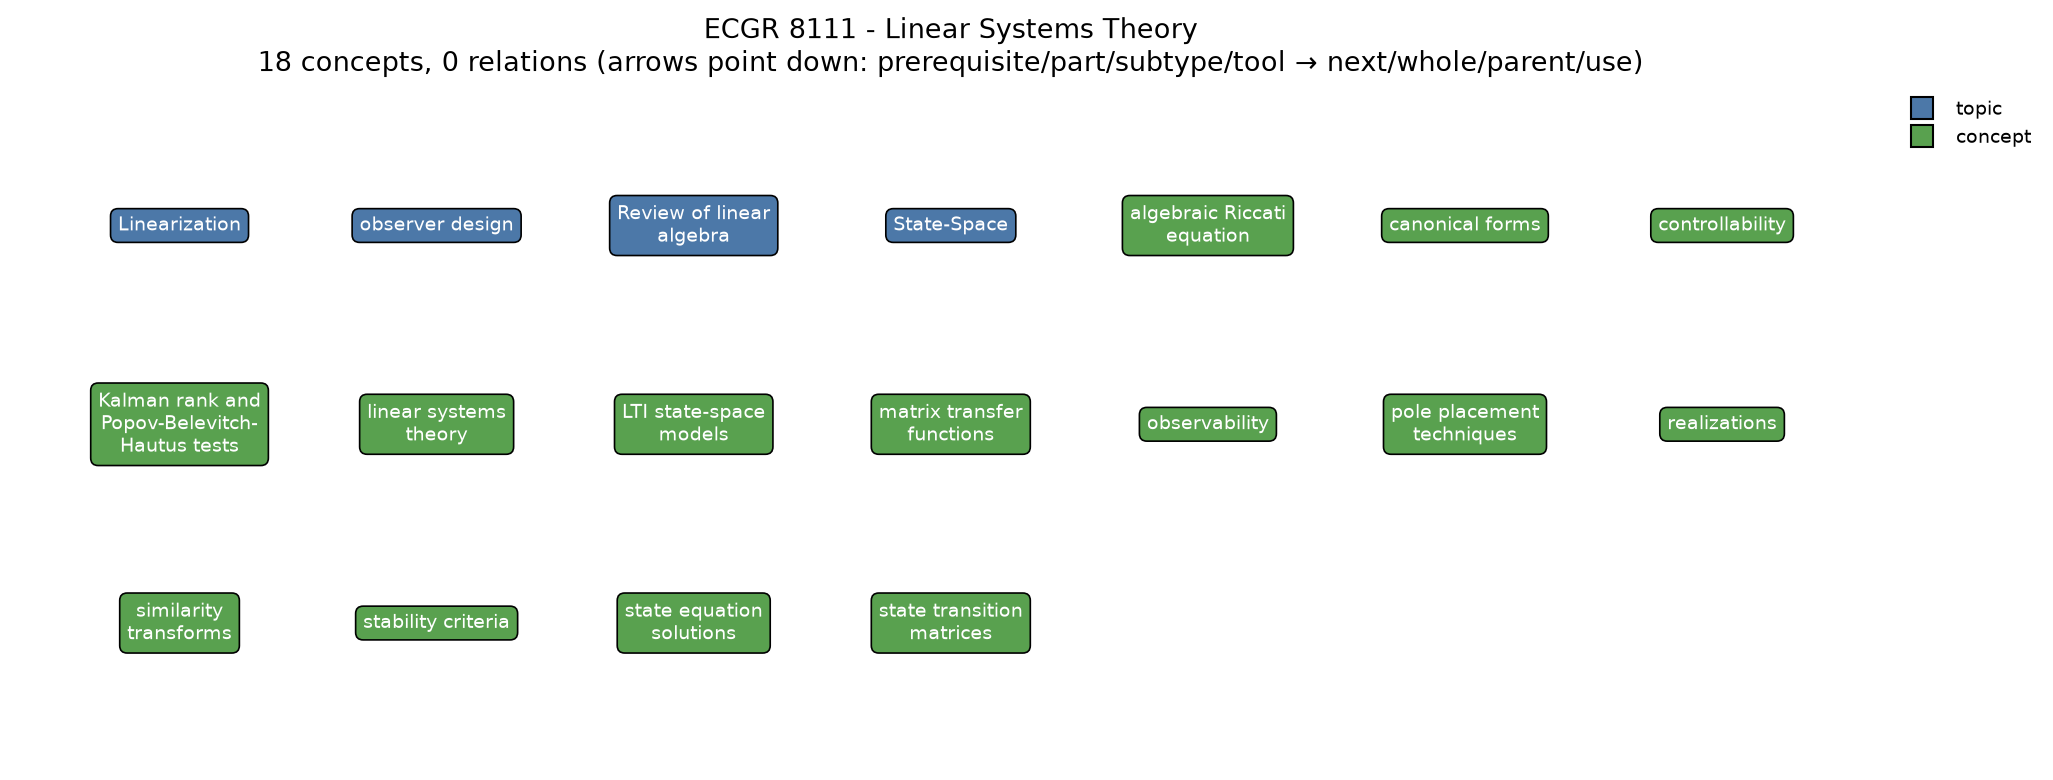 ECGR 8111 - Linear Systems Theory
18 concepts, 0 relations (arrows point down: prerequisite/part/subtype/tool → next/whole/parent/use)
topic
concept
Linearization
observer design
Review of linear
algebra
State-Space
algebraic Riccati
equation
canonical forms
controllability
Kalman rank and
Popov-Belevitch-
Hautus tests
linear systems
theory
LTI state-space
models
matrix transfer
functions
observability
pole placement
techniques
realizations
similarity
transforms
stability criteria
state equation
solutions
state transition
matrices